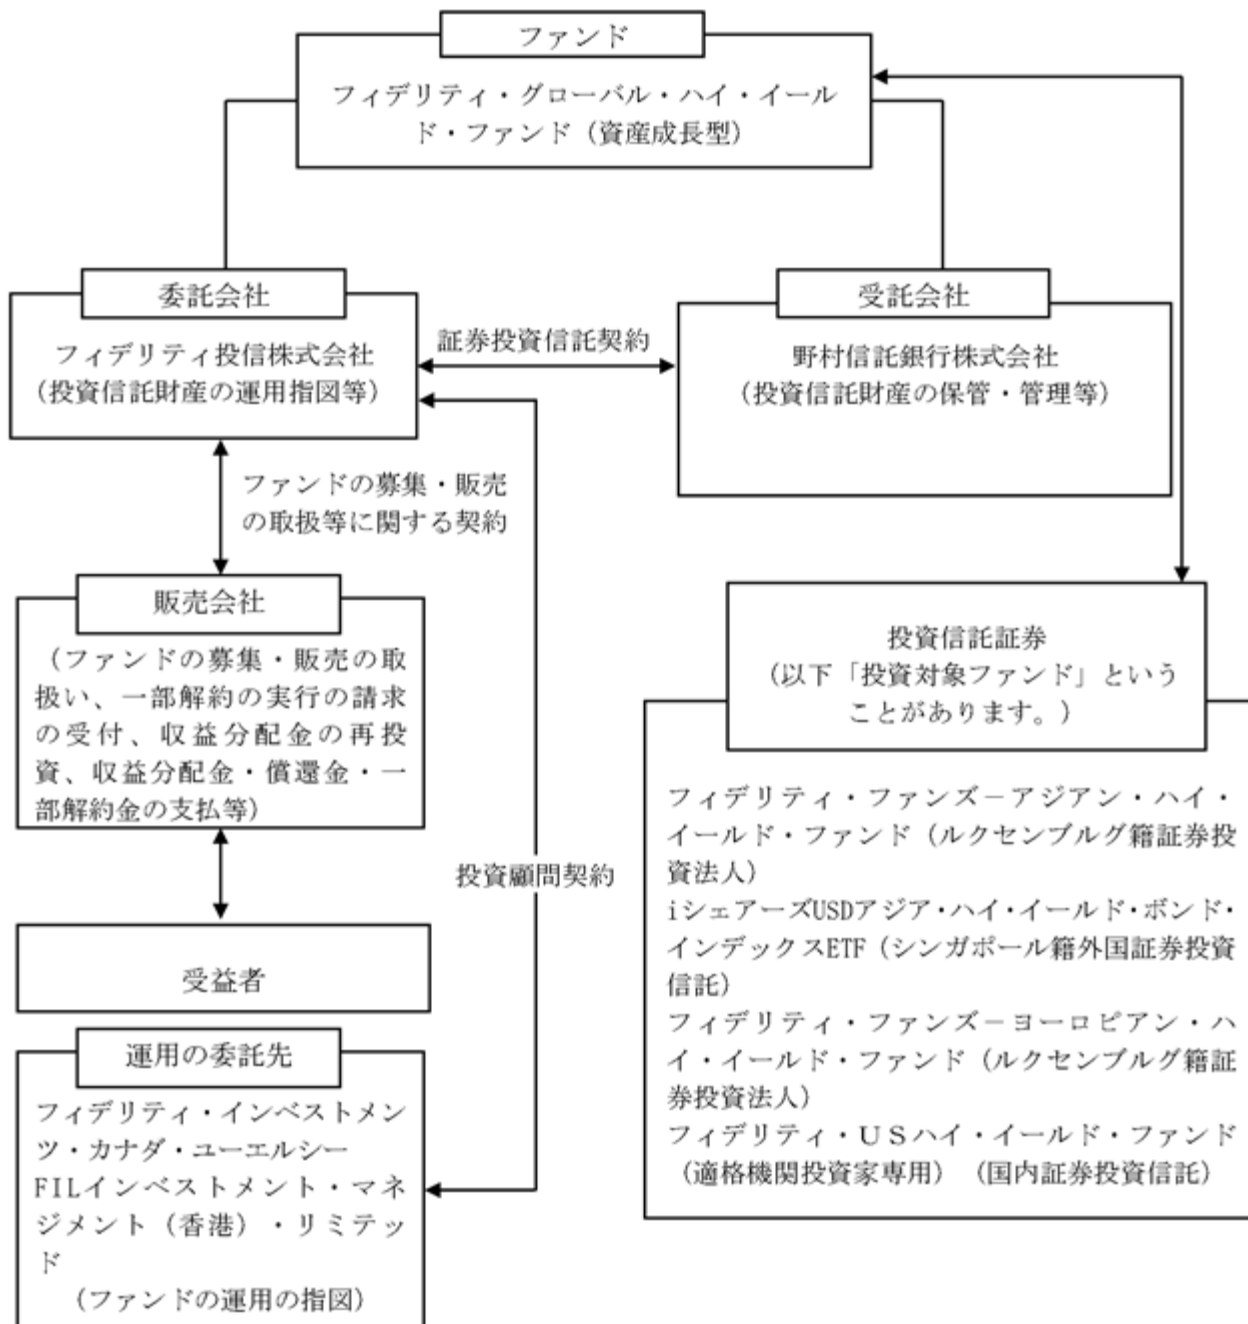 ファンド
フィデリティ・グローバル・ハイ・イール
ド・ファンド（資産成長型）
委託会社
フィデリティ投信株式会社
（投資信託財産の運用指図等）
証券投資信託契約
受託会社
野村信託銀行株式会社
（投資信託財産の保管・管理等）
ファンドの募集・販売
の取扱等に関する契約
販売会社
（ファンドの募集・販売の取
扱い、一部解約の実行の請求
の受付、収益分配金の再投
資、収益分配金・償還金・一
部解約金の支払等）
投資顧問契約
受益者
運用の委託先
フィデリティ・インベストメン
ツ・カナダ・ユーエルシー
FILインベストメント・マネ
ジメント（香港）・リミテッ
ド
（ファンドの運用の指図）
投資信託証券
（以下「投資対象ファンド」という
ことがあります。）
フィデリティ・ファンズ－アジアン・ハイ・
イールド・ファンド（ルクセンブルグ籍証券投
資法人）
iシェアーズUSDアジア・ハイ・イールド・ボンド・
インデックスETF（シンガポール籍外国証券投資
信託）
フィデリティ・ファンズ－ヨーロピアン・ハ
イ・イールド・ファンド（ルクセンブルグ籍証
券投資法人）
フィデリティ・ＵＳハイ・イールド・ファンド
（適格機関投資家専用）（国内証券投資信託）